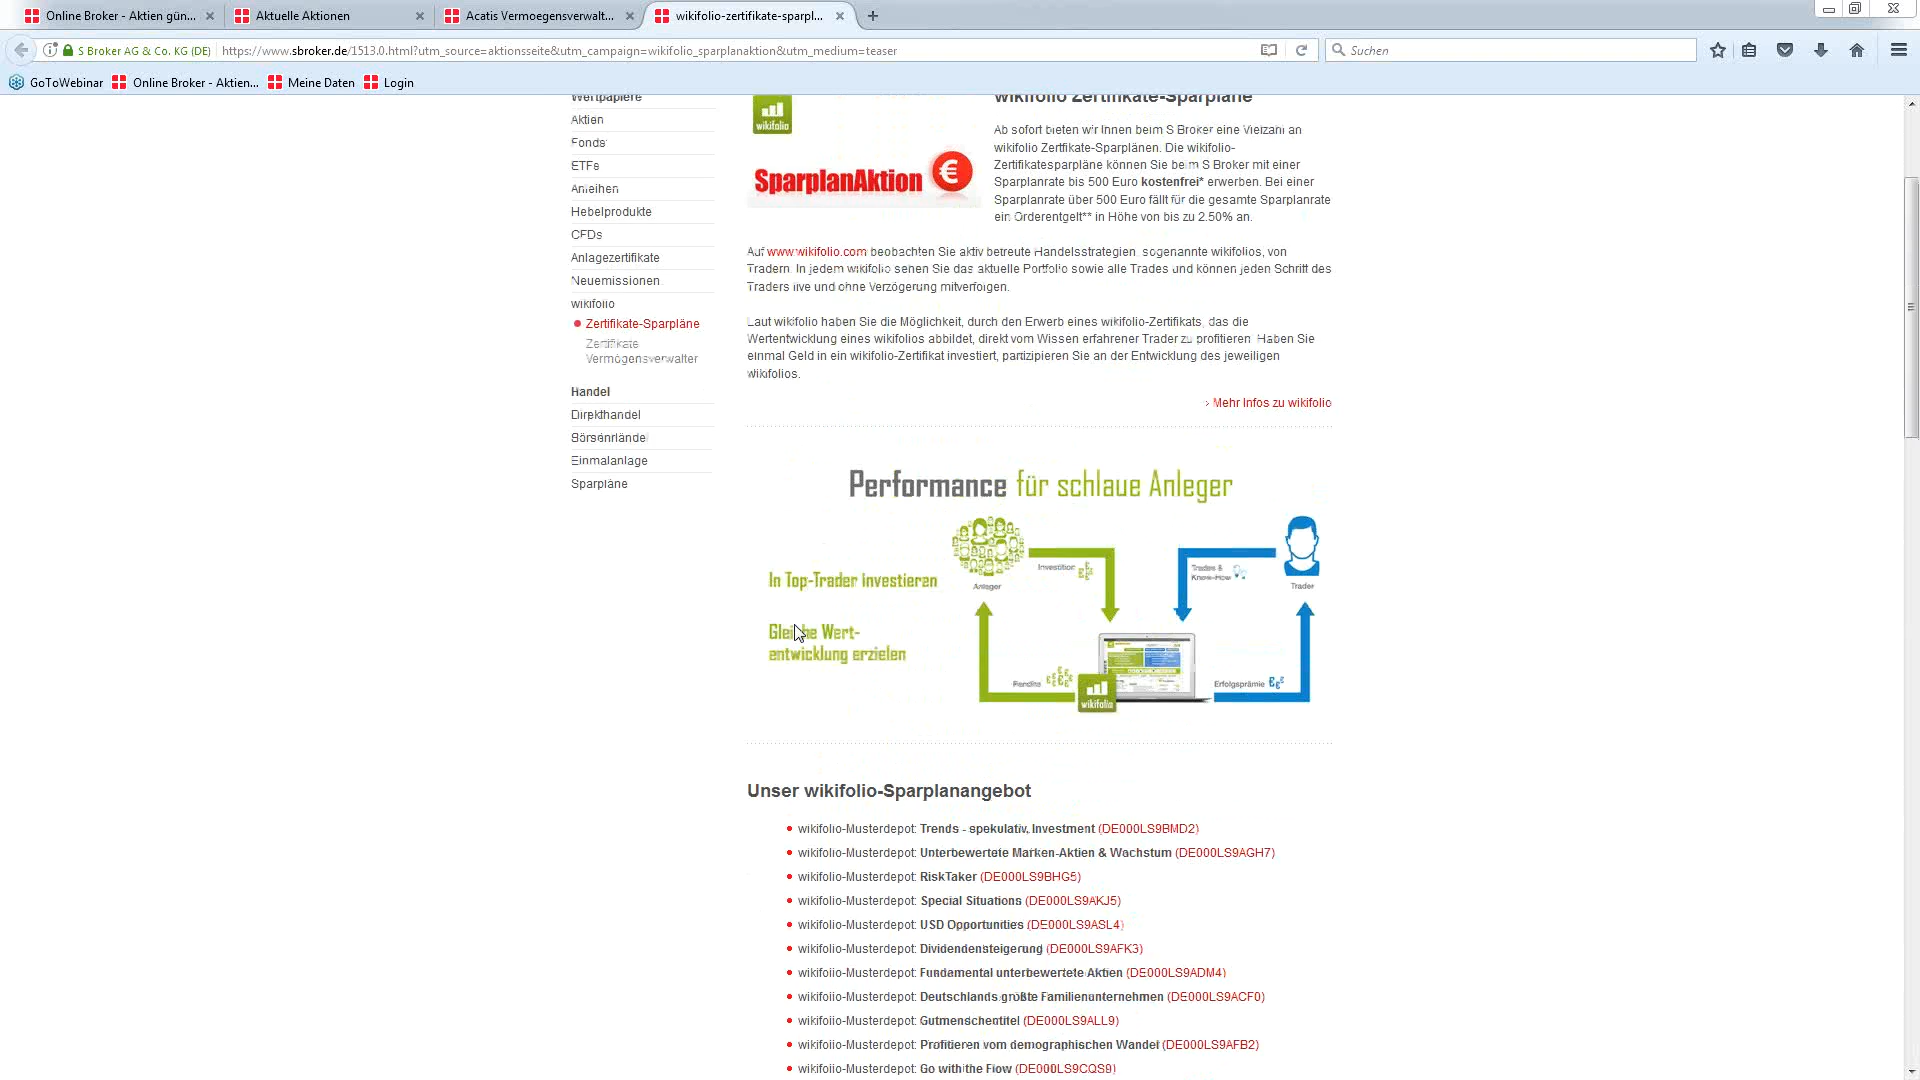 Online Broker - Aktien gün...
Aktuelle Aktionen
Acatis Vermoegensverwalt...
wikifolio-zertifikate-sparpl...
S Broker AG & Co. KG (DE)
https://www.sbroker.de/1513.0.html?utm_source=aktionsseite&utm_campaign=wikifolio_sparplanaktion&utm_medium=teaser
Suchen
GoToWebinar
Online Broker - Aktien...
Meine Daten
Login
Wertpapiere
Aktien
Fonds
ETFs
Anleihen
Hebelprodukte
CFDs
Anlagezertifikate
Neuemissionen
wikifolio
Zertifikate-Sparpläne
Zertifikate
Vermögensverwalter
Handel
Direkthandel
Börsenrlände
Einmalanlage
Sparpläne
wikifolio
SparplanAktion €
wikifolio Zertifikate-Sparpläne
Ab sofort bieten wir Ihnen beim S Broker eine Vielzahl an
wikifolio Zertfikate-Sparplänen. Die wikifolio-
Zertifikatesparpläne können Sie beim S Broker mit einer
Sparplanrate bis 500 Euro kostenfrei* erwerben. Bei einer
Sparplanrate über 500 Euro fällt für die gesamte Sparplanrate
ein Orderentgelt** in Höhe von bis zu 2.50% an.
Auf www.wikifolio.com beobachten Sie aktiv betreute Handelsstrategien, sogenannte wikifolios, von
Tradern. In jedem wikifolio sehen Sie das aktuelle Portfolio sowie alle Trades und können jeden Schritt des
Traders live und ohne Verzögerung mitverfolgen.
Laut wikifolio haben Sie die Möglichkeit, durch den Erwerb eines wikifolio-Zertifikats, das die
Wertentwicklung eines wikifolios abbildet, direkt vom Wissen erfahrener Trader zu profitieren. Haben Sie
einmal Geld in ein wikifolio-Zertifikat investiert, partizipieren Sie an der Entwicklung des jeweiligen
wikifolios.
› Mehr Infos zu wikifolio
Performance für schlaue Anleger
In Top-Trader investieren
Gleiche Wert-
entwicklung erzielen
Anleger
Investition
Trades &
Know-How
Trader
Rendite
Erfolgsprämie
wikifolio
Unser wikifolio-Sparplanangebot
wikifolio-Musterdepot: Trends - spekulativ, Investment (DE000LS9BMD2)
wikifolio-Musterdepot: Unterbewertete Marken-Aktien & Wachstum (DE000LS9AGH7)
wikifolio-Musterdepot: RiskTaker (DE000LS9BHG5)
wikifolio-Musterdepot: Special Situations (DE000LS9AKJ5)
wikifolio-Musterdepot: USD Opportunities (DE000LS9ASL4)
wikifolio-Musterdepot: Dividendensteigerung (DE000LS9AFK3)
wikifolio-Musterdepot: Fundamental unterbewertete Aktien (DE000LS9ADM4)
wikifolio-Musterdepot: Deutschlands größte Familienunternehmen (DE000LS9ACF0)
wikifolio-Musterdepot: Gutmenschentitel (DE000LS9ALL9)
wikifolio-Musterdepot: Profitieren vom demographischen Wandel (DE000LS9AFB2)
wikifolio-Musterdepot: Go with the Flow (DE000LS9CQS9)